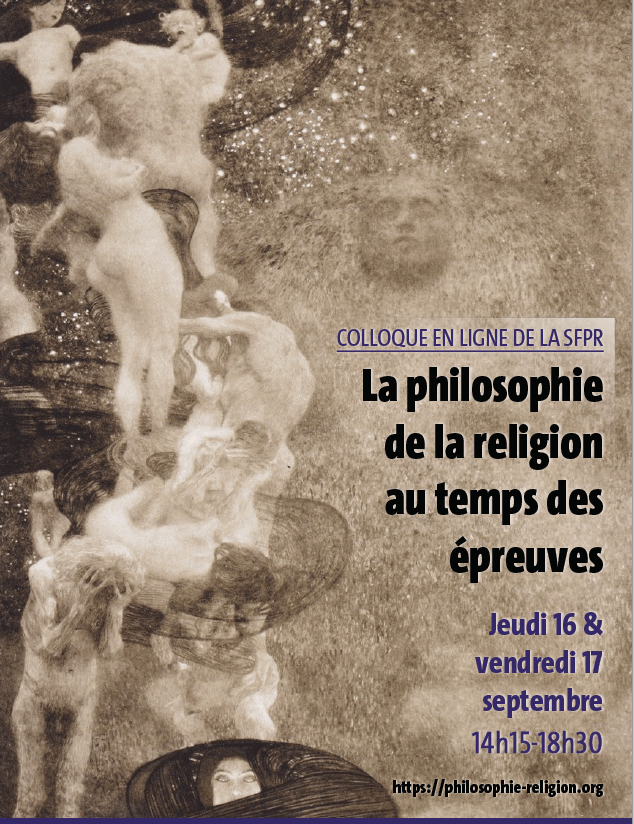 COLLOQUE EN LIGNE DE LA SFPR
La philosophie
de la religion
au temps des
épreuves
Jeudi 16 &
vendredi 17
septembre
14h15-18h30
https://philosophie-religion.org